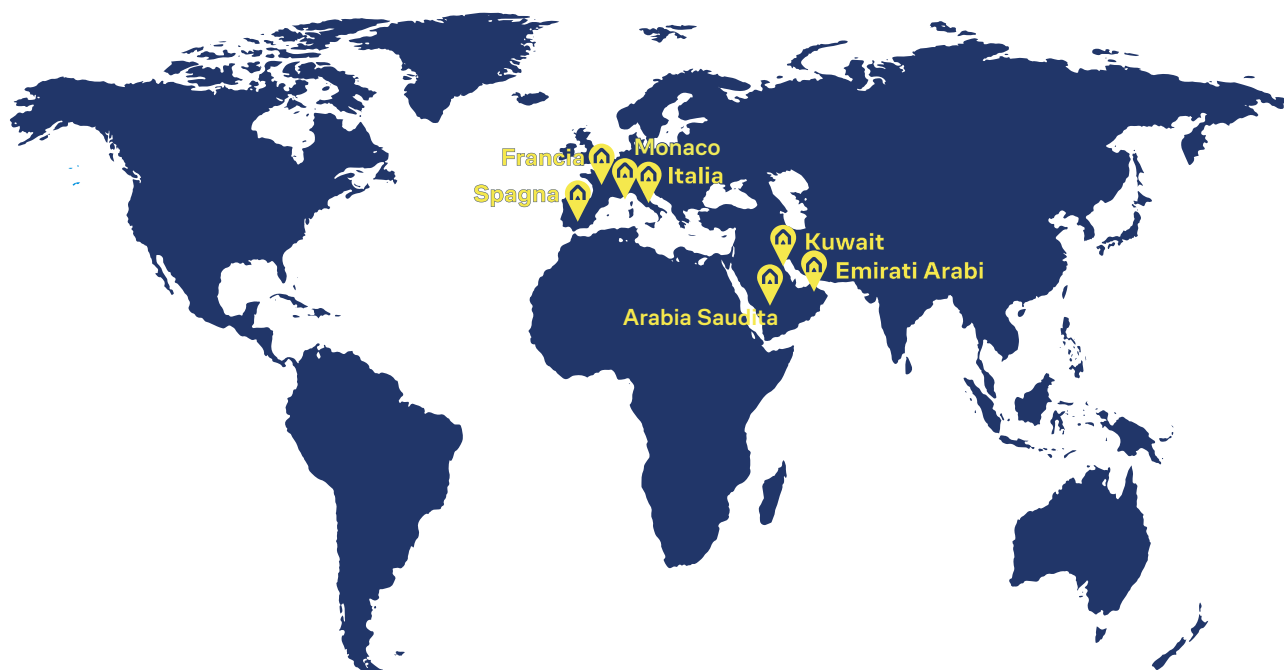 Monaco
Francia
Italia
Spagna
Kuwait
Emirati Arabi
Arabia Saudita